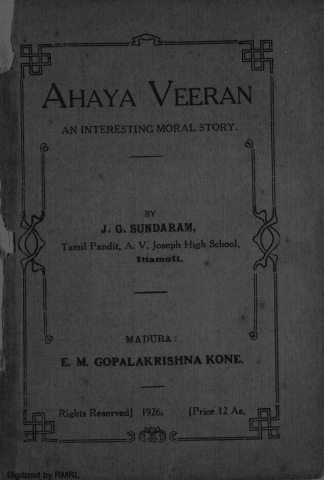 AHAYA VEERAN
AN INTERESTING MORAL STORY.
BY
J. G. SUNDARAM,
Tamil Pandit, A. V. Joseph High School,
Ittamoli.
MADURA:
E. M. GOPALAKRISHNA KONE.
Rights Reserved] 1926. [Price 12 As.
Digitized by RMRL